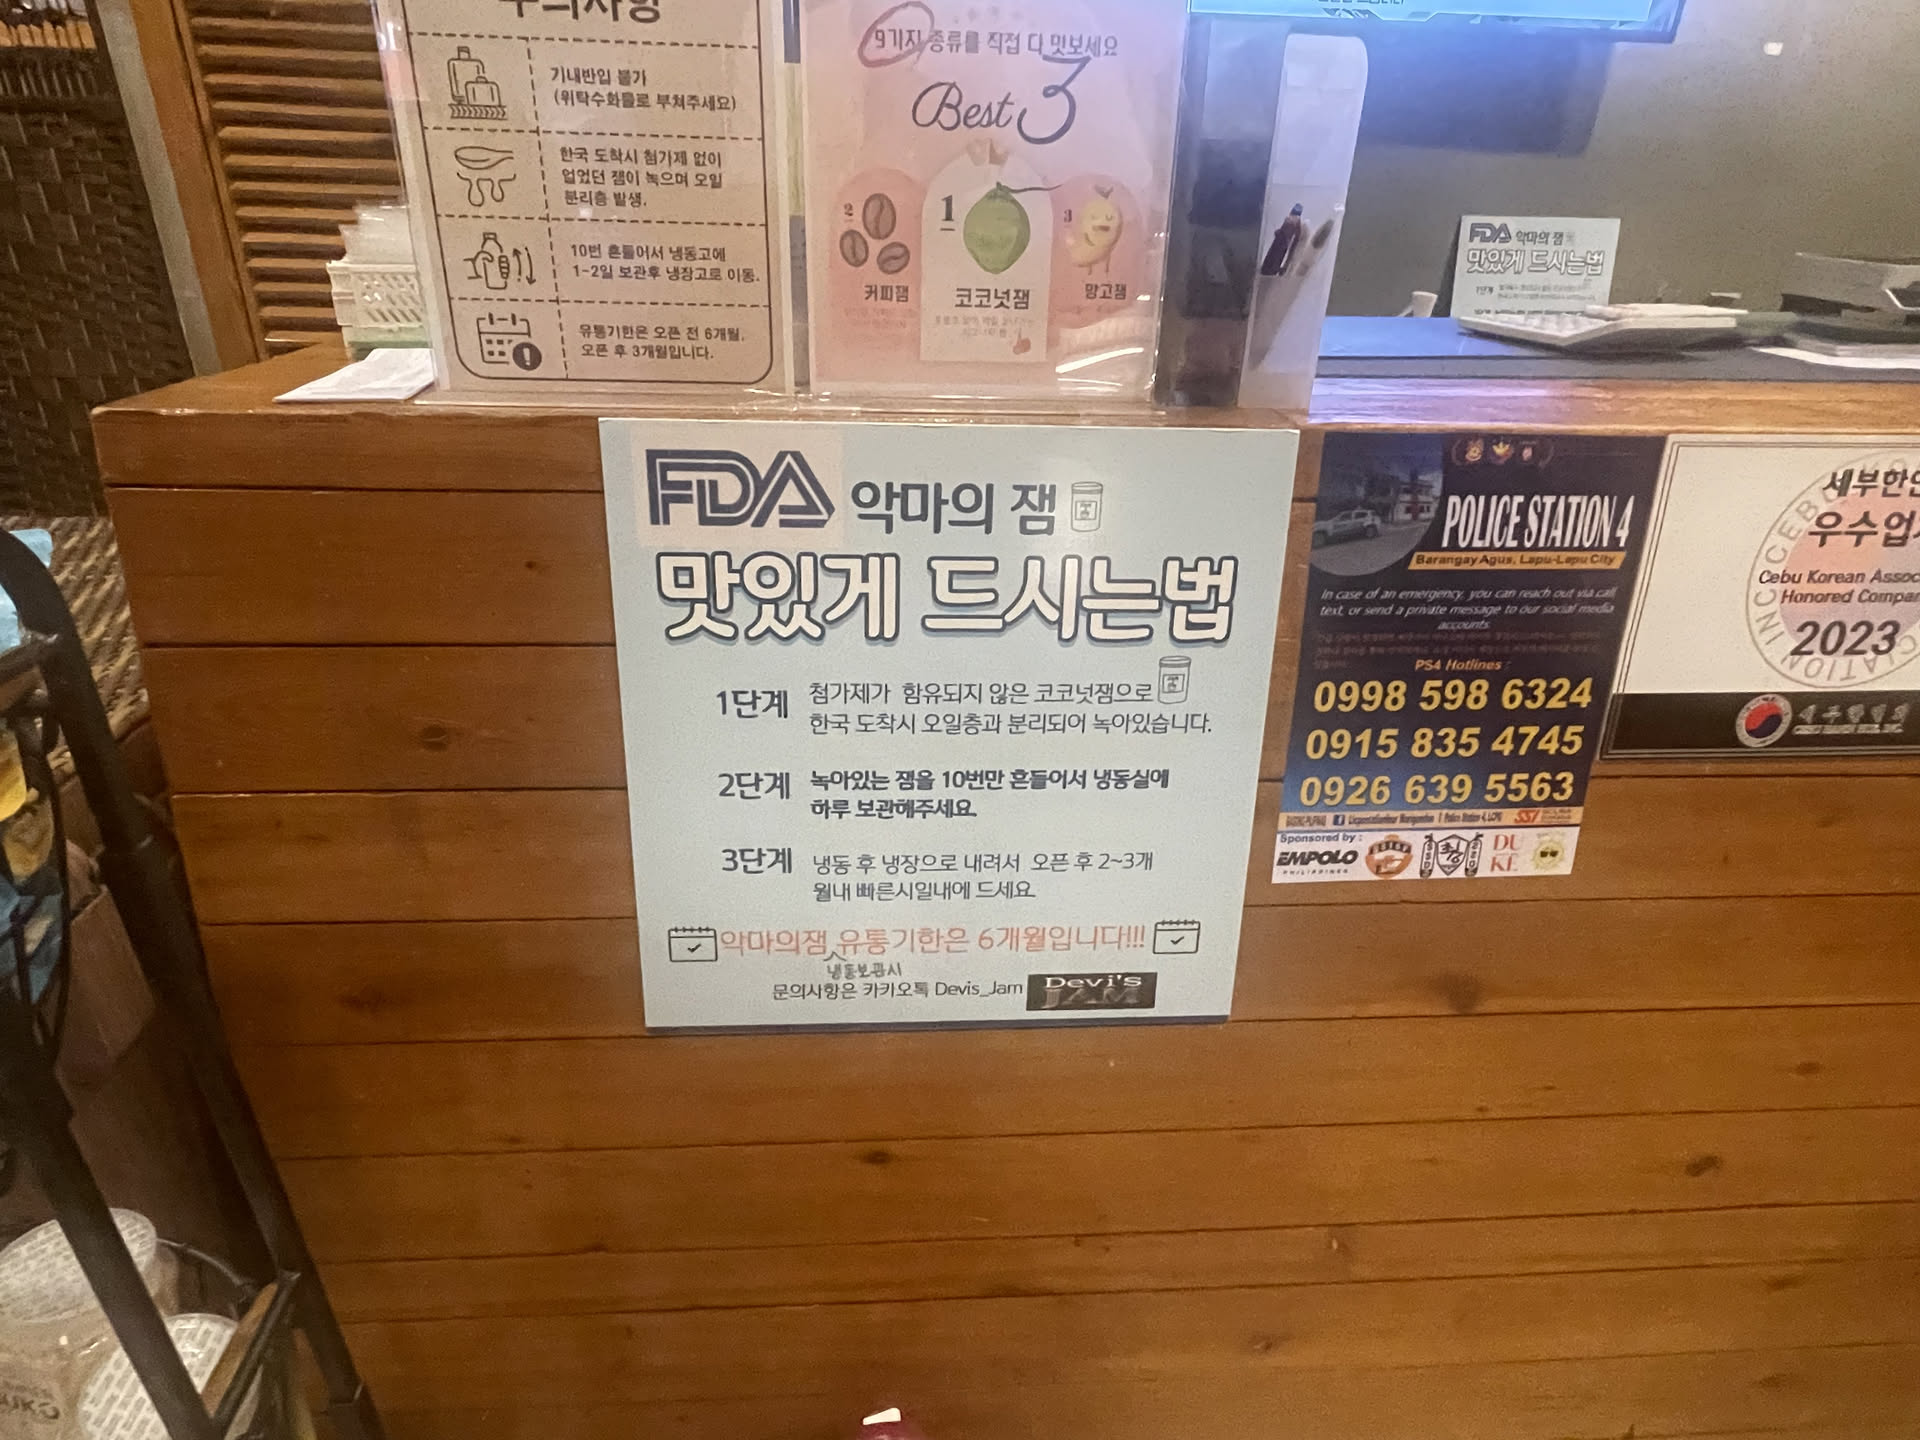 주의사항
기내반입 불가
(위탁수화물로 부쳐주세요)
한국 도착시 첨가제 없이
얼었던 잼이 녹으며 오일
분리층 발생.
10번 흔들어서 냉동고에
1-2일 보관후 냉장고로 이동.
유통기한은 오픈 전 6개월,
오픈 후 3개월입니다.
9가지 종류를 직접 다 맛보세요
Best 3
2
커피잼
1
코코넛잼
3
망고잼
FDA 악마의 잼
맛있게 드시는법
1단계
FDA 악마의 잼
맛있게 드시는법
1단계 첨가제가 함유되지 않은 코코넛잼으로
한국 도착시 오일층과 분리되어 녹아있습니다.
2단계 녹아있는 잼을 10번만 흔들어서 냉동실에
하루 보관해주세요.
3단계 냉동 후 냉장으로 내려서 오픈 후 2~3개
월내 빠른시일내에 드세요.
악마의잼 유통기한은 6개월입니다!!!
냉동보관시
문의사항은 카카오톡 Devis_Jam Devi's JAM
POLICE STATION 4
Barangay Agus, Lapu-Lapu City
In case of an emergency, you can reach out via call
text, or send a private message to our social media
accounts.
PS4 Hotlines :
0998 598 6324
0915 835 4745
0926 639 5563
Sponsored by :
EMPOLO
PHILIPPINES
DU
KE
세부한인
우수업
Cebu Korean Assoc
Honored Compan
2023